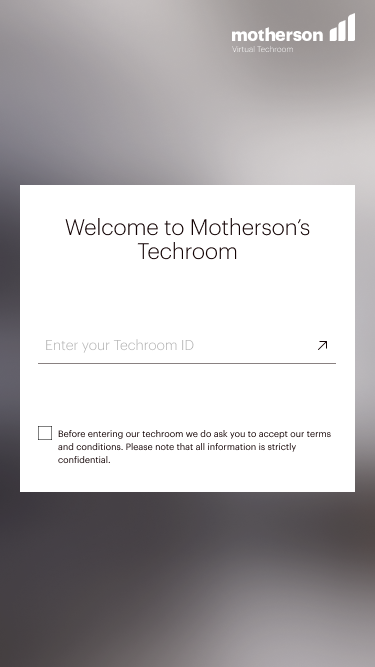 motherson
Virtual Techroom
Welcome to Motherson’s
Techroom
Enter your Techroom ID
Before entering our techroom we do ask you to accept our terms
and conditions. Please note that all information is strictly
confidential.